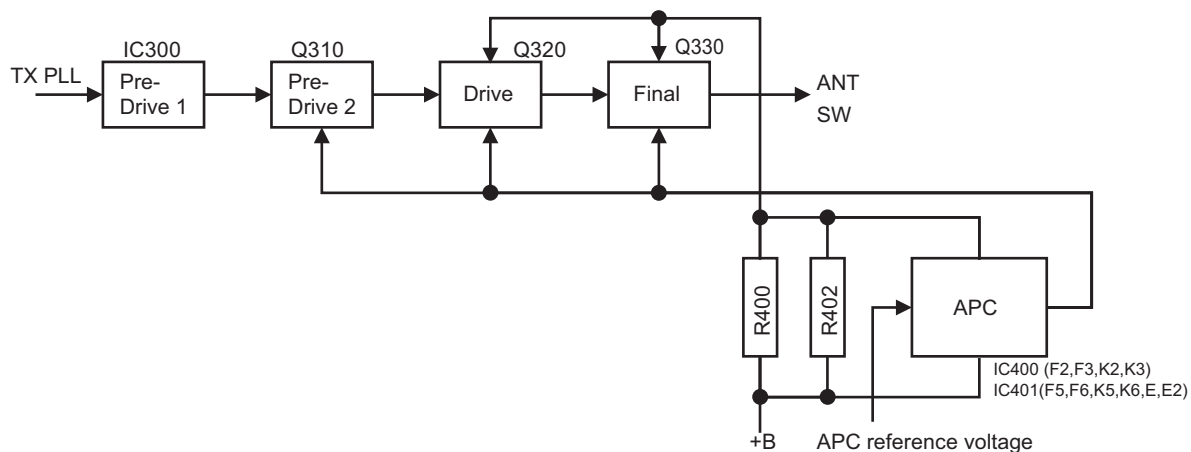 IC300
Q310
Q320
Q330
TX PLL
Pre-
Drive 1
Pre-
Drive 2
Drive
Final
ANT
SW
R400
R402
APC
IC400 (F2,F3,K2,K3)
IC401(F5,F6,K5,K6,E,E2)
+B
APC reference voltage